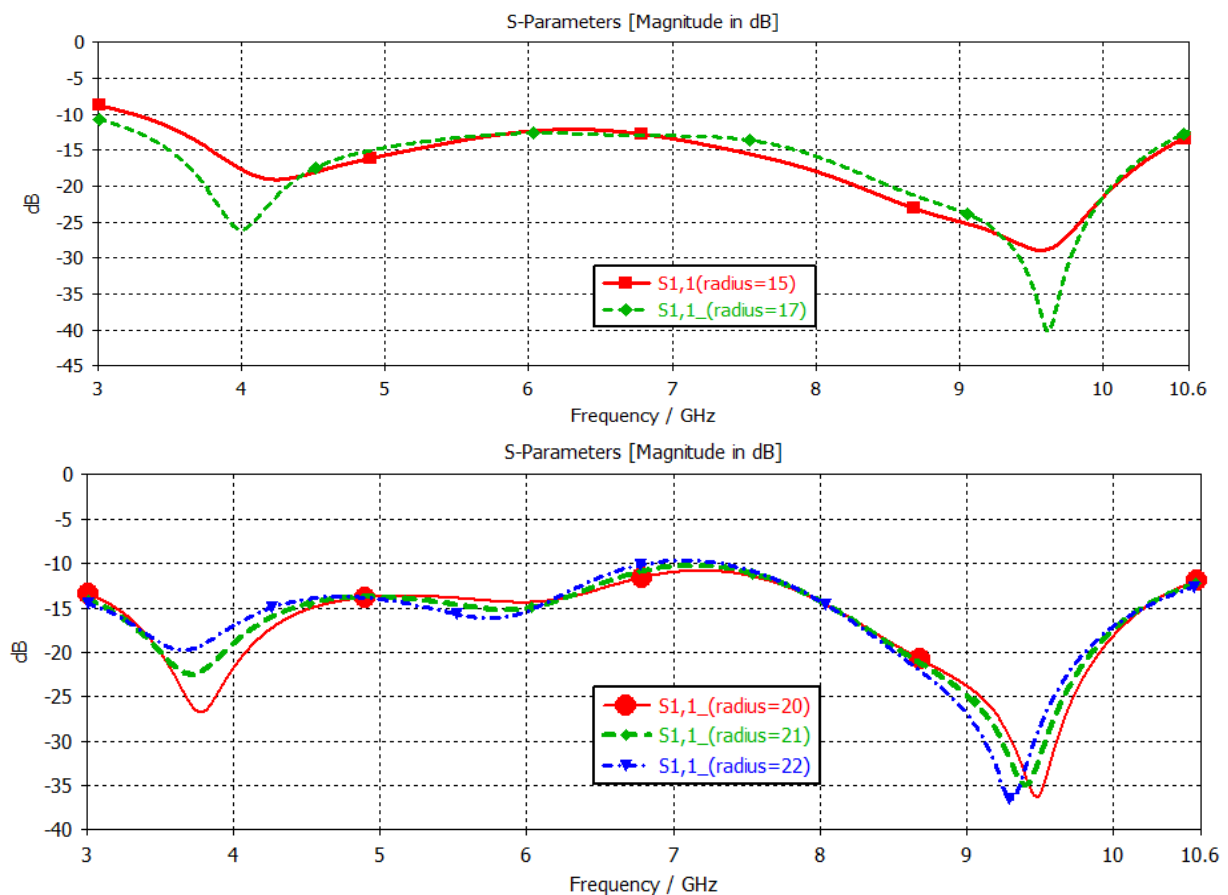 S-Parameters [Magnitude in dB]
0
-5
-10
-15
-20
-25
-30
-35
-40
-45
dB
S1,1(radius=15)
S1,1_(radius=17)
3 4 5 6 7 8 9 10 10.6
Frequency / GHz
S-Parameters [Magnitude in dB]
0
-5
-10
-15
-20
-25
-30
-35
-40
dB
S1,1_(radius=20)
S1,1_(radius=21)
S1,1_(radius=22)
3 4 5 6 7 8 9 10 10.6
Frequency / GHz